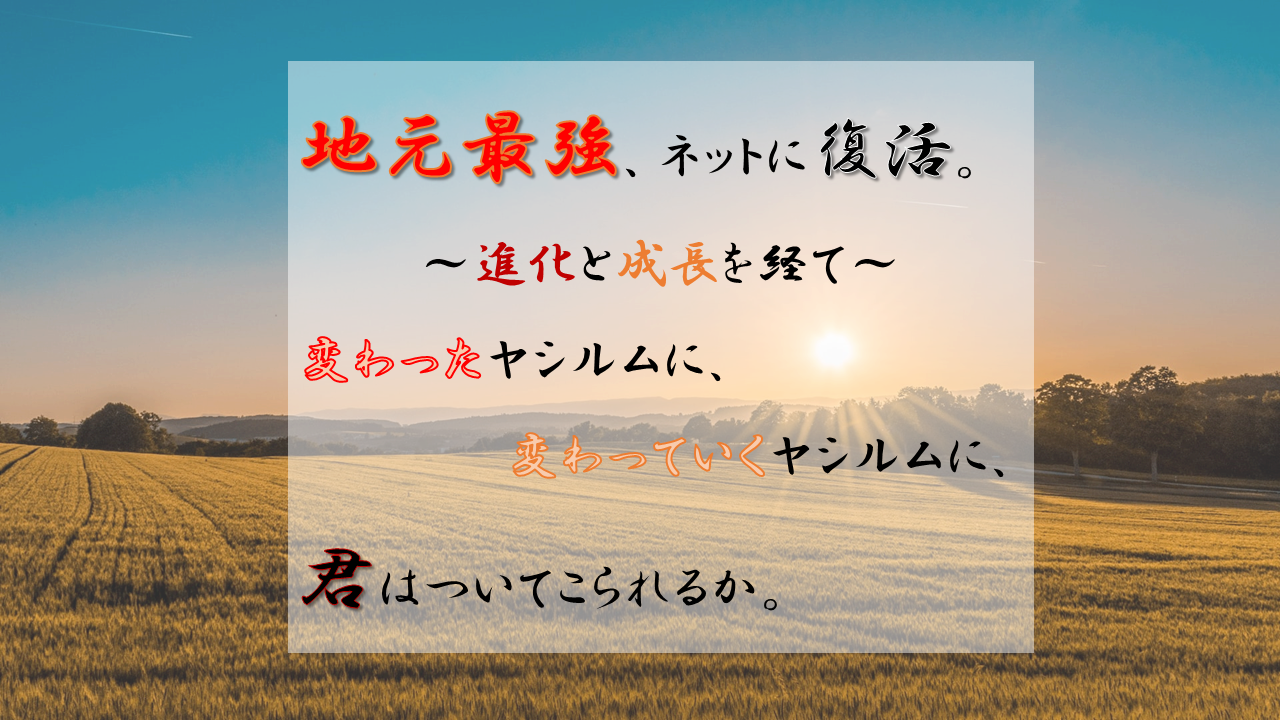 地元最強、ネットに復活。
～進化と成長を経て～
変わったヤシルムに、
変わっていくヤシルムに、
君はついてこられるか。